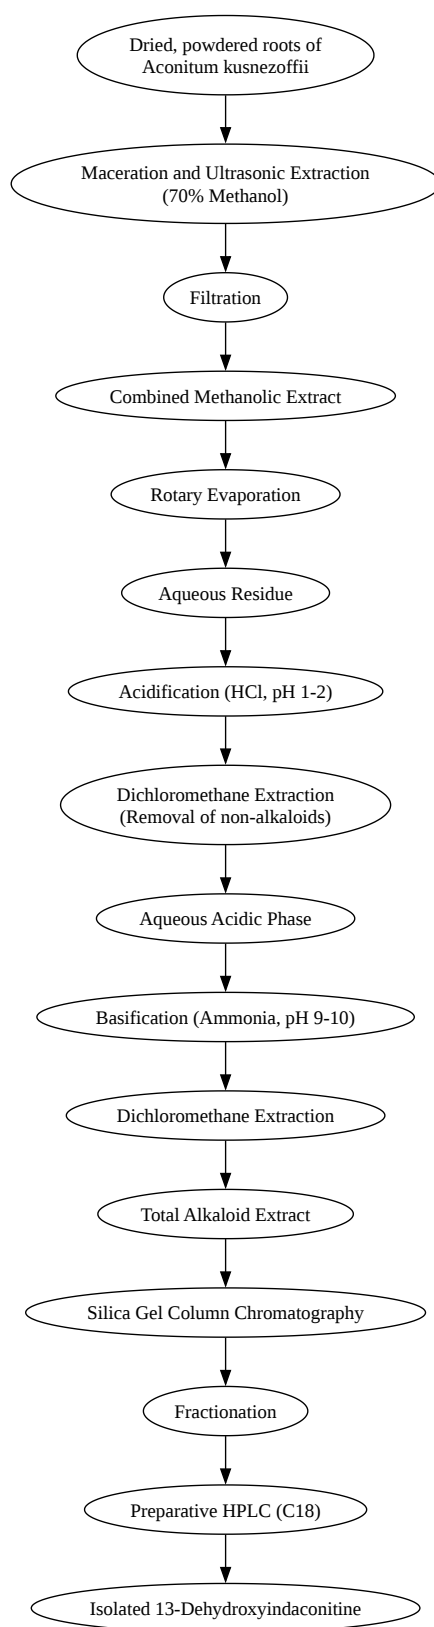 Dried, powdered roots of
Aconitum kusnezoffii
Maceration and Ultrasonic Extraction
(70% Methanol)
Filtration
Combined Methanolic Extract
Rotary Evaporation
Aqueous Residue
Acidification (HCl, pH 1-2)
Dichloromethane Extraction
(Removal of non-alkaloids)
Aqueous Acidic Phase
Basification (Ammonia, pH 9-10)
Dichloromethane Extraction
Total Alkaloid Extract
Silica Gel Column Chromatography
Fractionation
Preparative HPLC (C18)
Isolated 13-Dehydroxyindaconitine